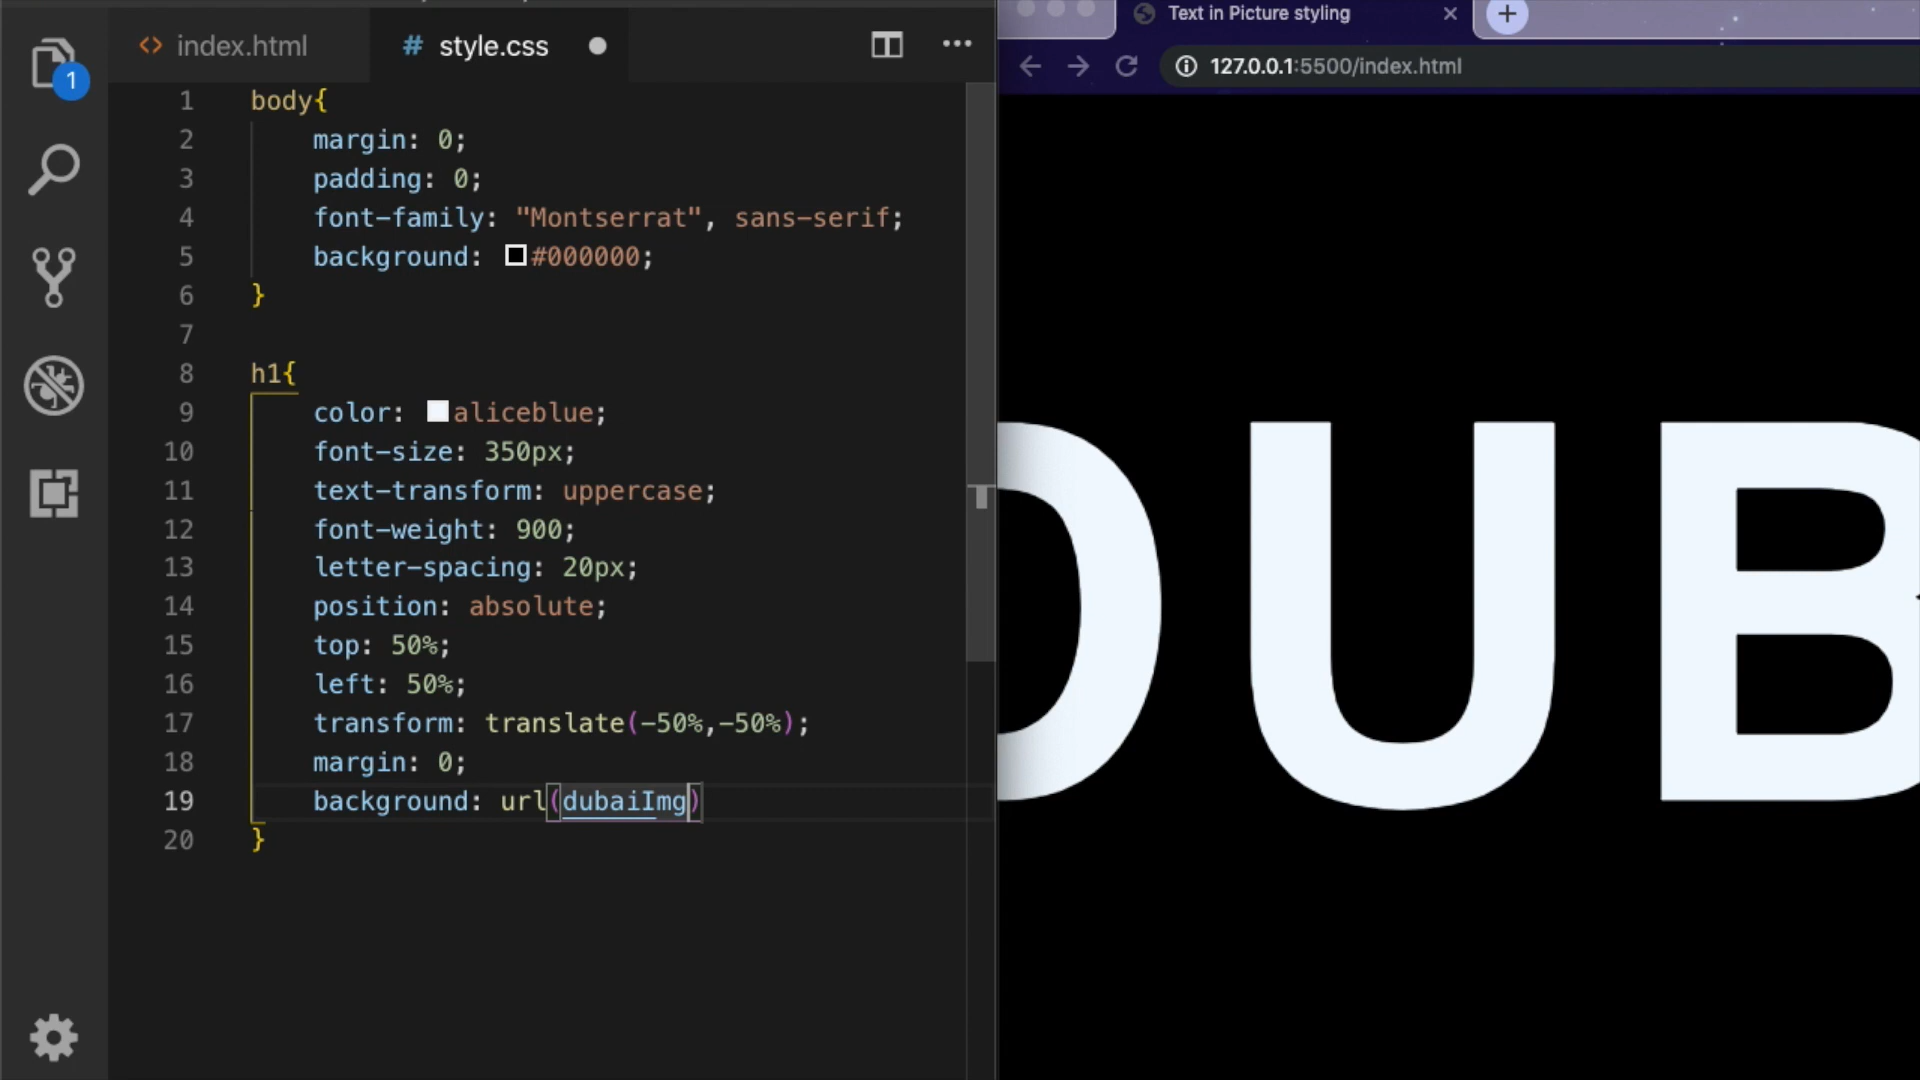 index.html
# style.css
1
1 body{
2 margin: 0;
3 padding: 0;
4 font-family: "Montserrat", sans-serif;
5 background: #000000;
6 }
7
8 h1{
9 color: aliceblue;
10 font-size: 350px;
11 text-transform: uppercase;
12 font-weight: 900;
13 letter-spacing: 20px;
14 position: absolute;
15 top: 50%;
16 left: 50%;
17 transform: translate(-50%,-50%);
18 margin: 0;
19 background: url(dubaiImg)
20 }
Text in Picture styling
127.0.0.1:5500/index.html
DUB